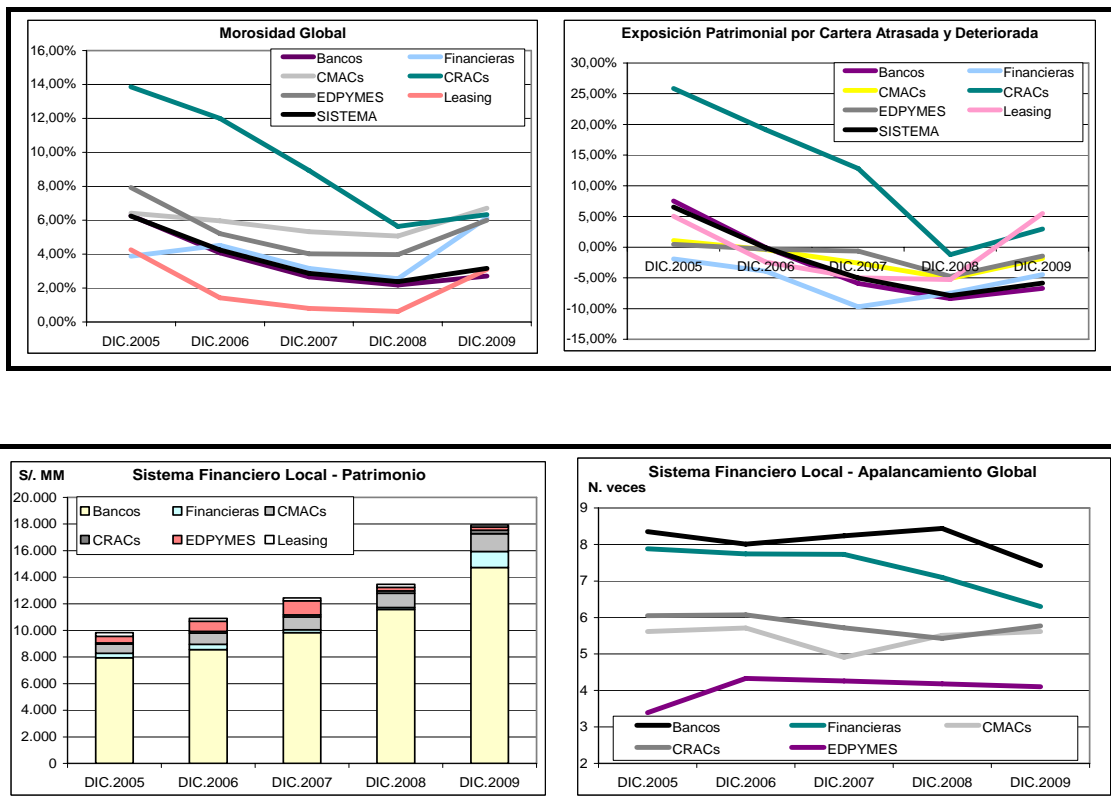 Morosidad Global
16,00%
14,00%
12,00%
10,00%
8,00%
6,00%
4,00%
2,00%
0,00%
Bancos Financieras
CMACs CRACs
EDPYMES Leasing
SISTEMA
DIC.2005 DIC.2006 DIC.2007 DIC.2008 DIC.2009
Exposición Patrimonial por Cartera Atrasada y Deteriorada
30,00%
25,00%
20,00%
15,00%
10,00%
5,00%
0,00%
-5,00%
-10,00%
-15,00%
Bancos Financieras
CMACs CRACs
EDPYMES Leasing
SISTEMA
DIC.2005 DIC.2006 DIC.2007 DIC.2008 DIC.2009
S/. MM Sistema Financiero Local - Patrimonio
20.000
18.000
16.000
14.000
12.000
10.000
8.000
6.000
4.000
2.000
0
Bancos Financieras CMACs
CRACs EDPYMES Leasing
DIC.2005 DIC.2006 DIC.2007 DIC.2008 DIC.2009
Sistema Financiero Local - Apalancamiento Global
N. veces
9
8
7
6
5
4
3
2
Bancos Financieras CMACs
CRACs EDPYMES
DIC.2005 DIC.2006 DIC.2007 DIC.2008 DIC.2009